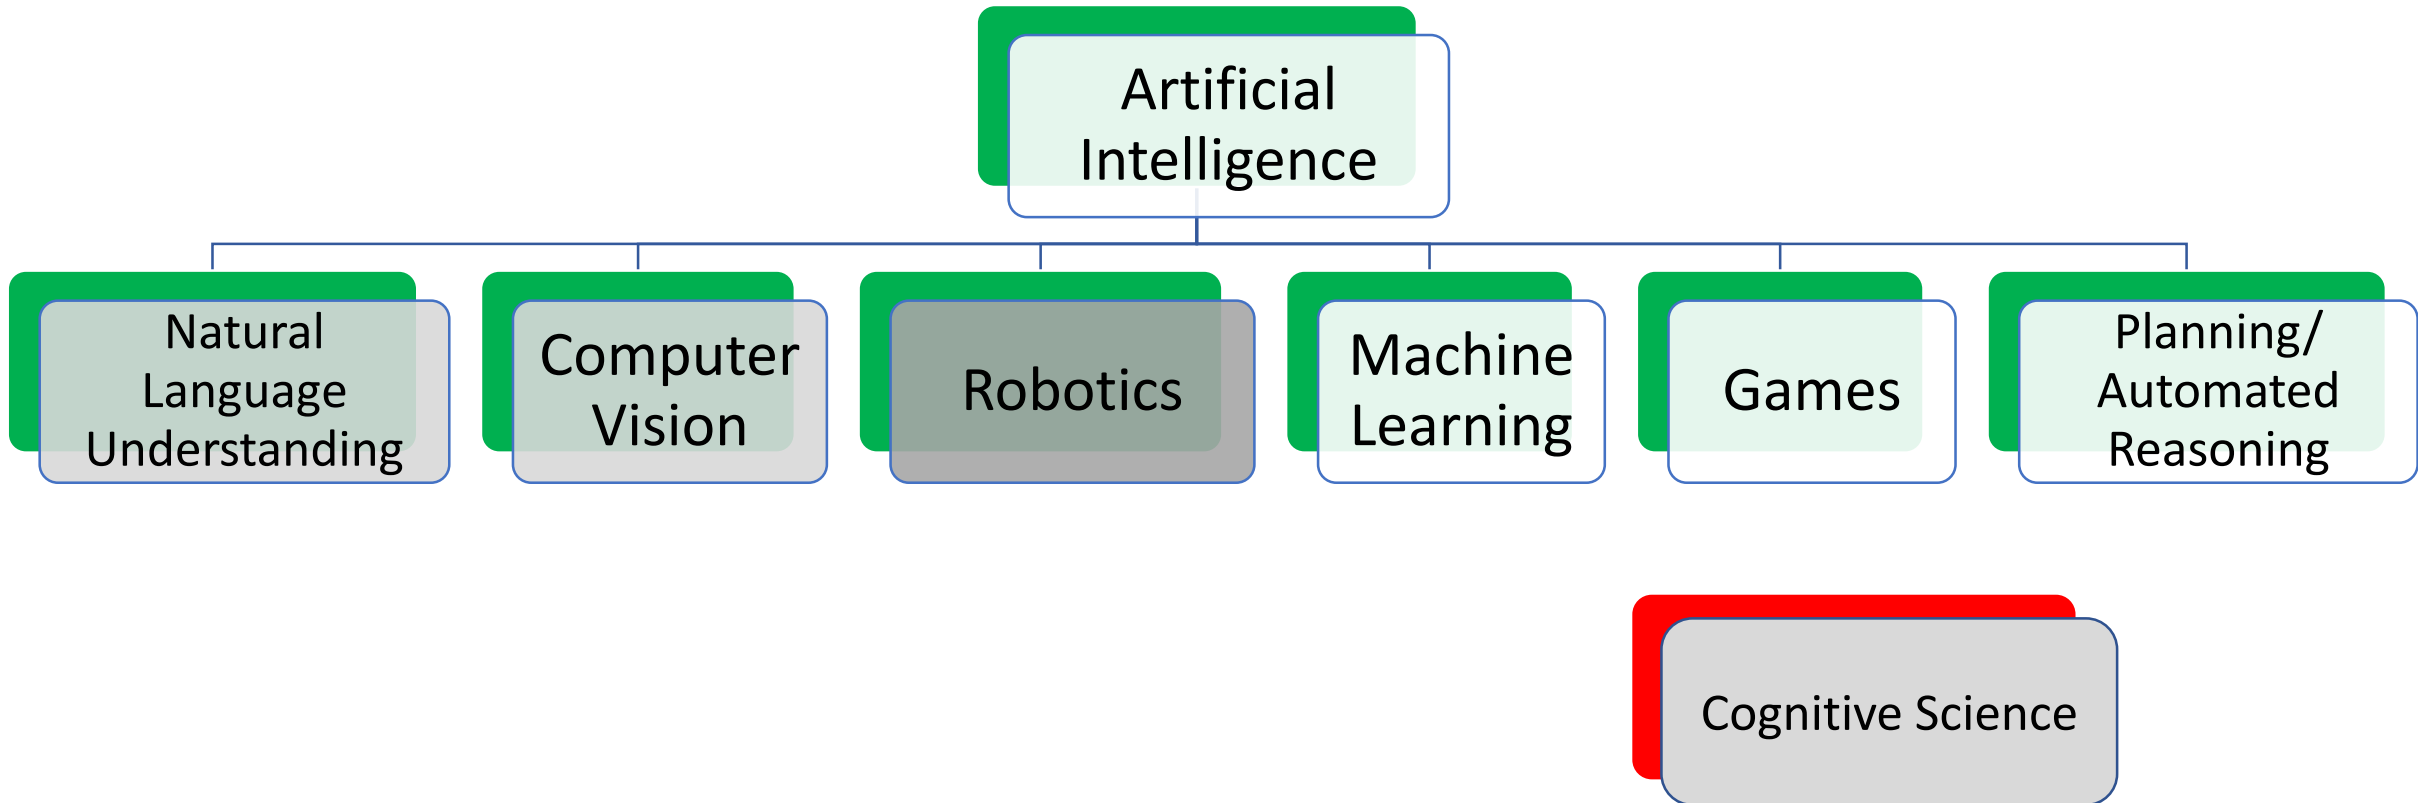 Artificial
Intelligence
Natural
Language
Understanding
Computer
Vision
Robotics
Machine
Learning
Games
Planning/
Automated
Reasoning
Cognitive Science